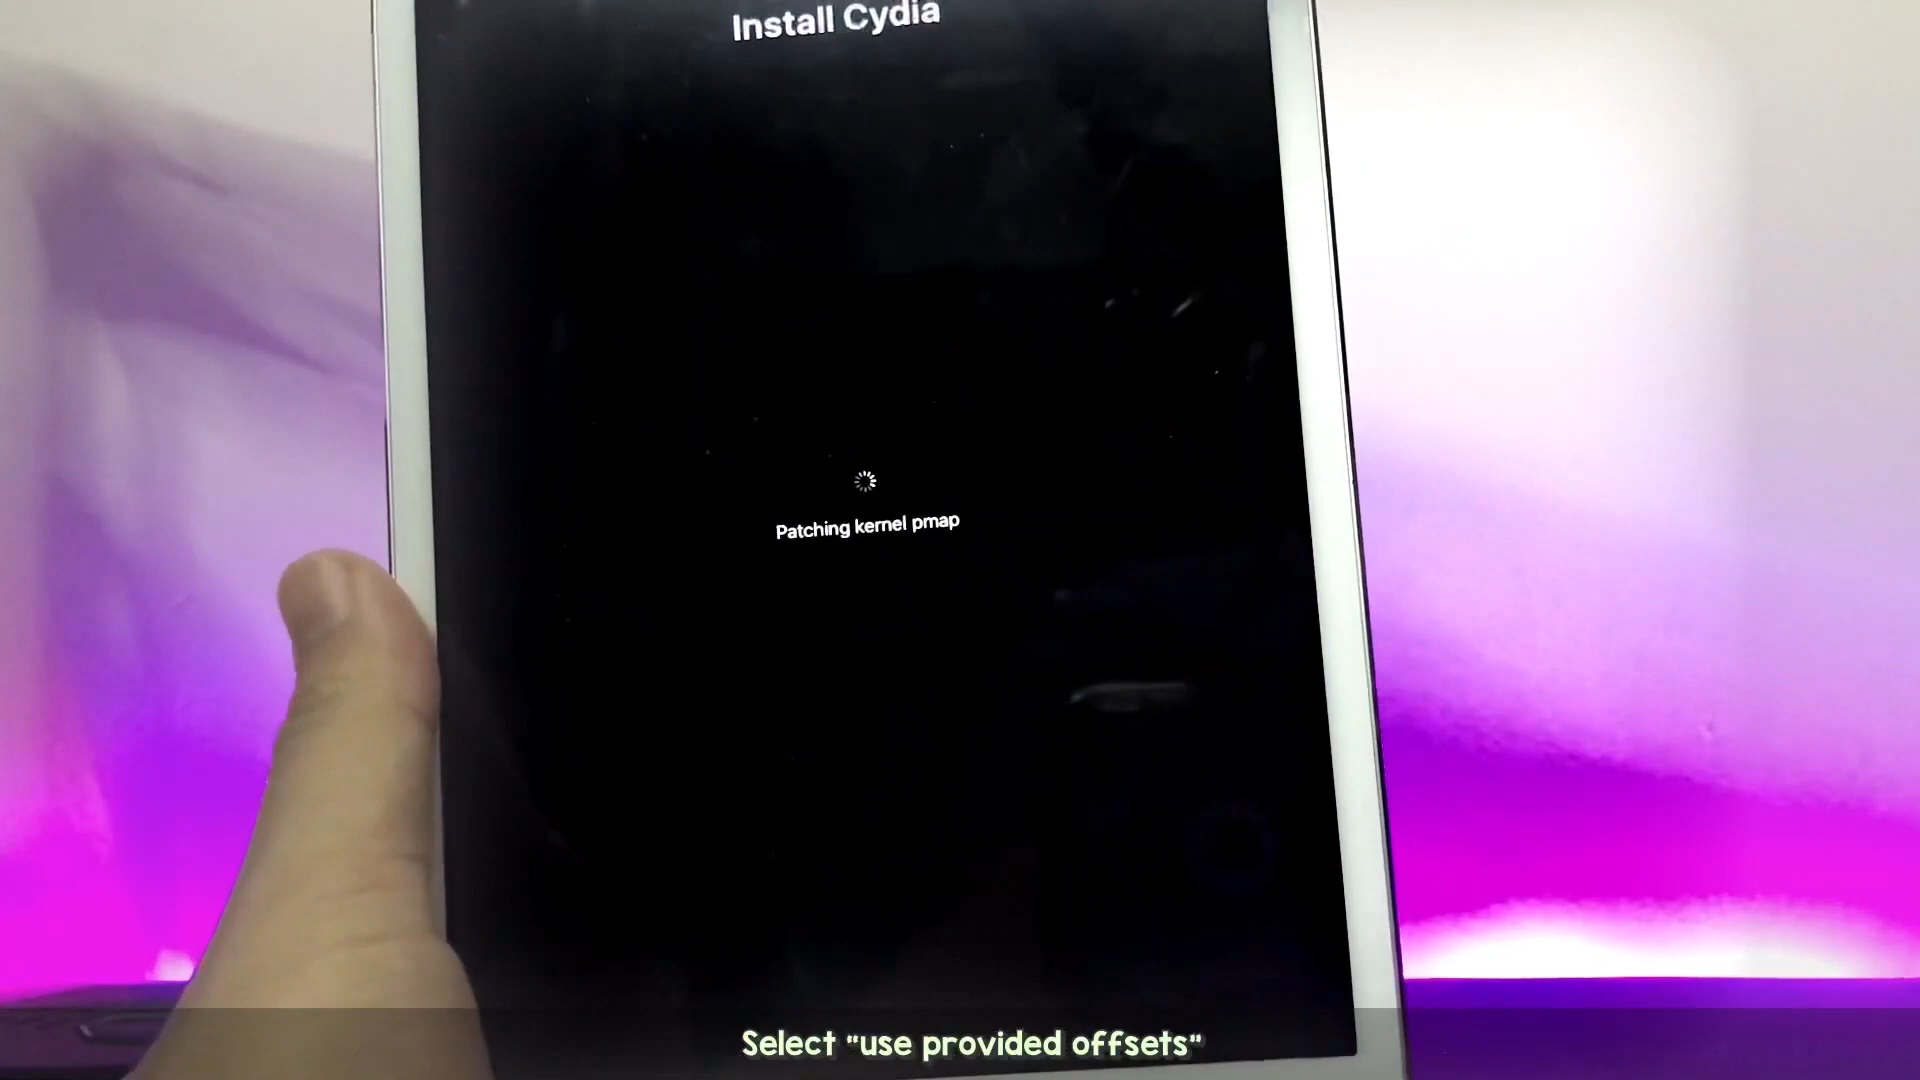 Install Cydia
Patching kernel pmap
Select "use provided offsets"